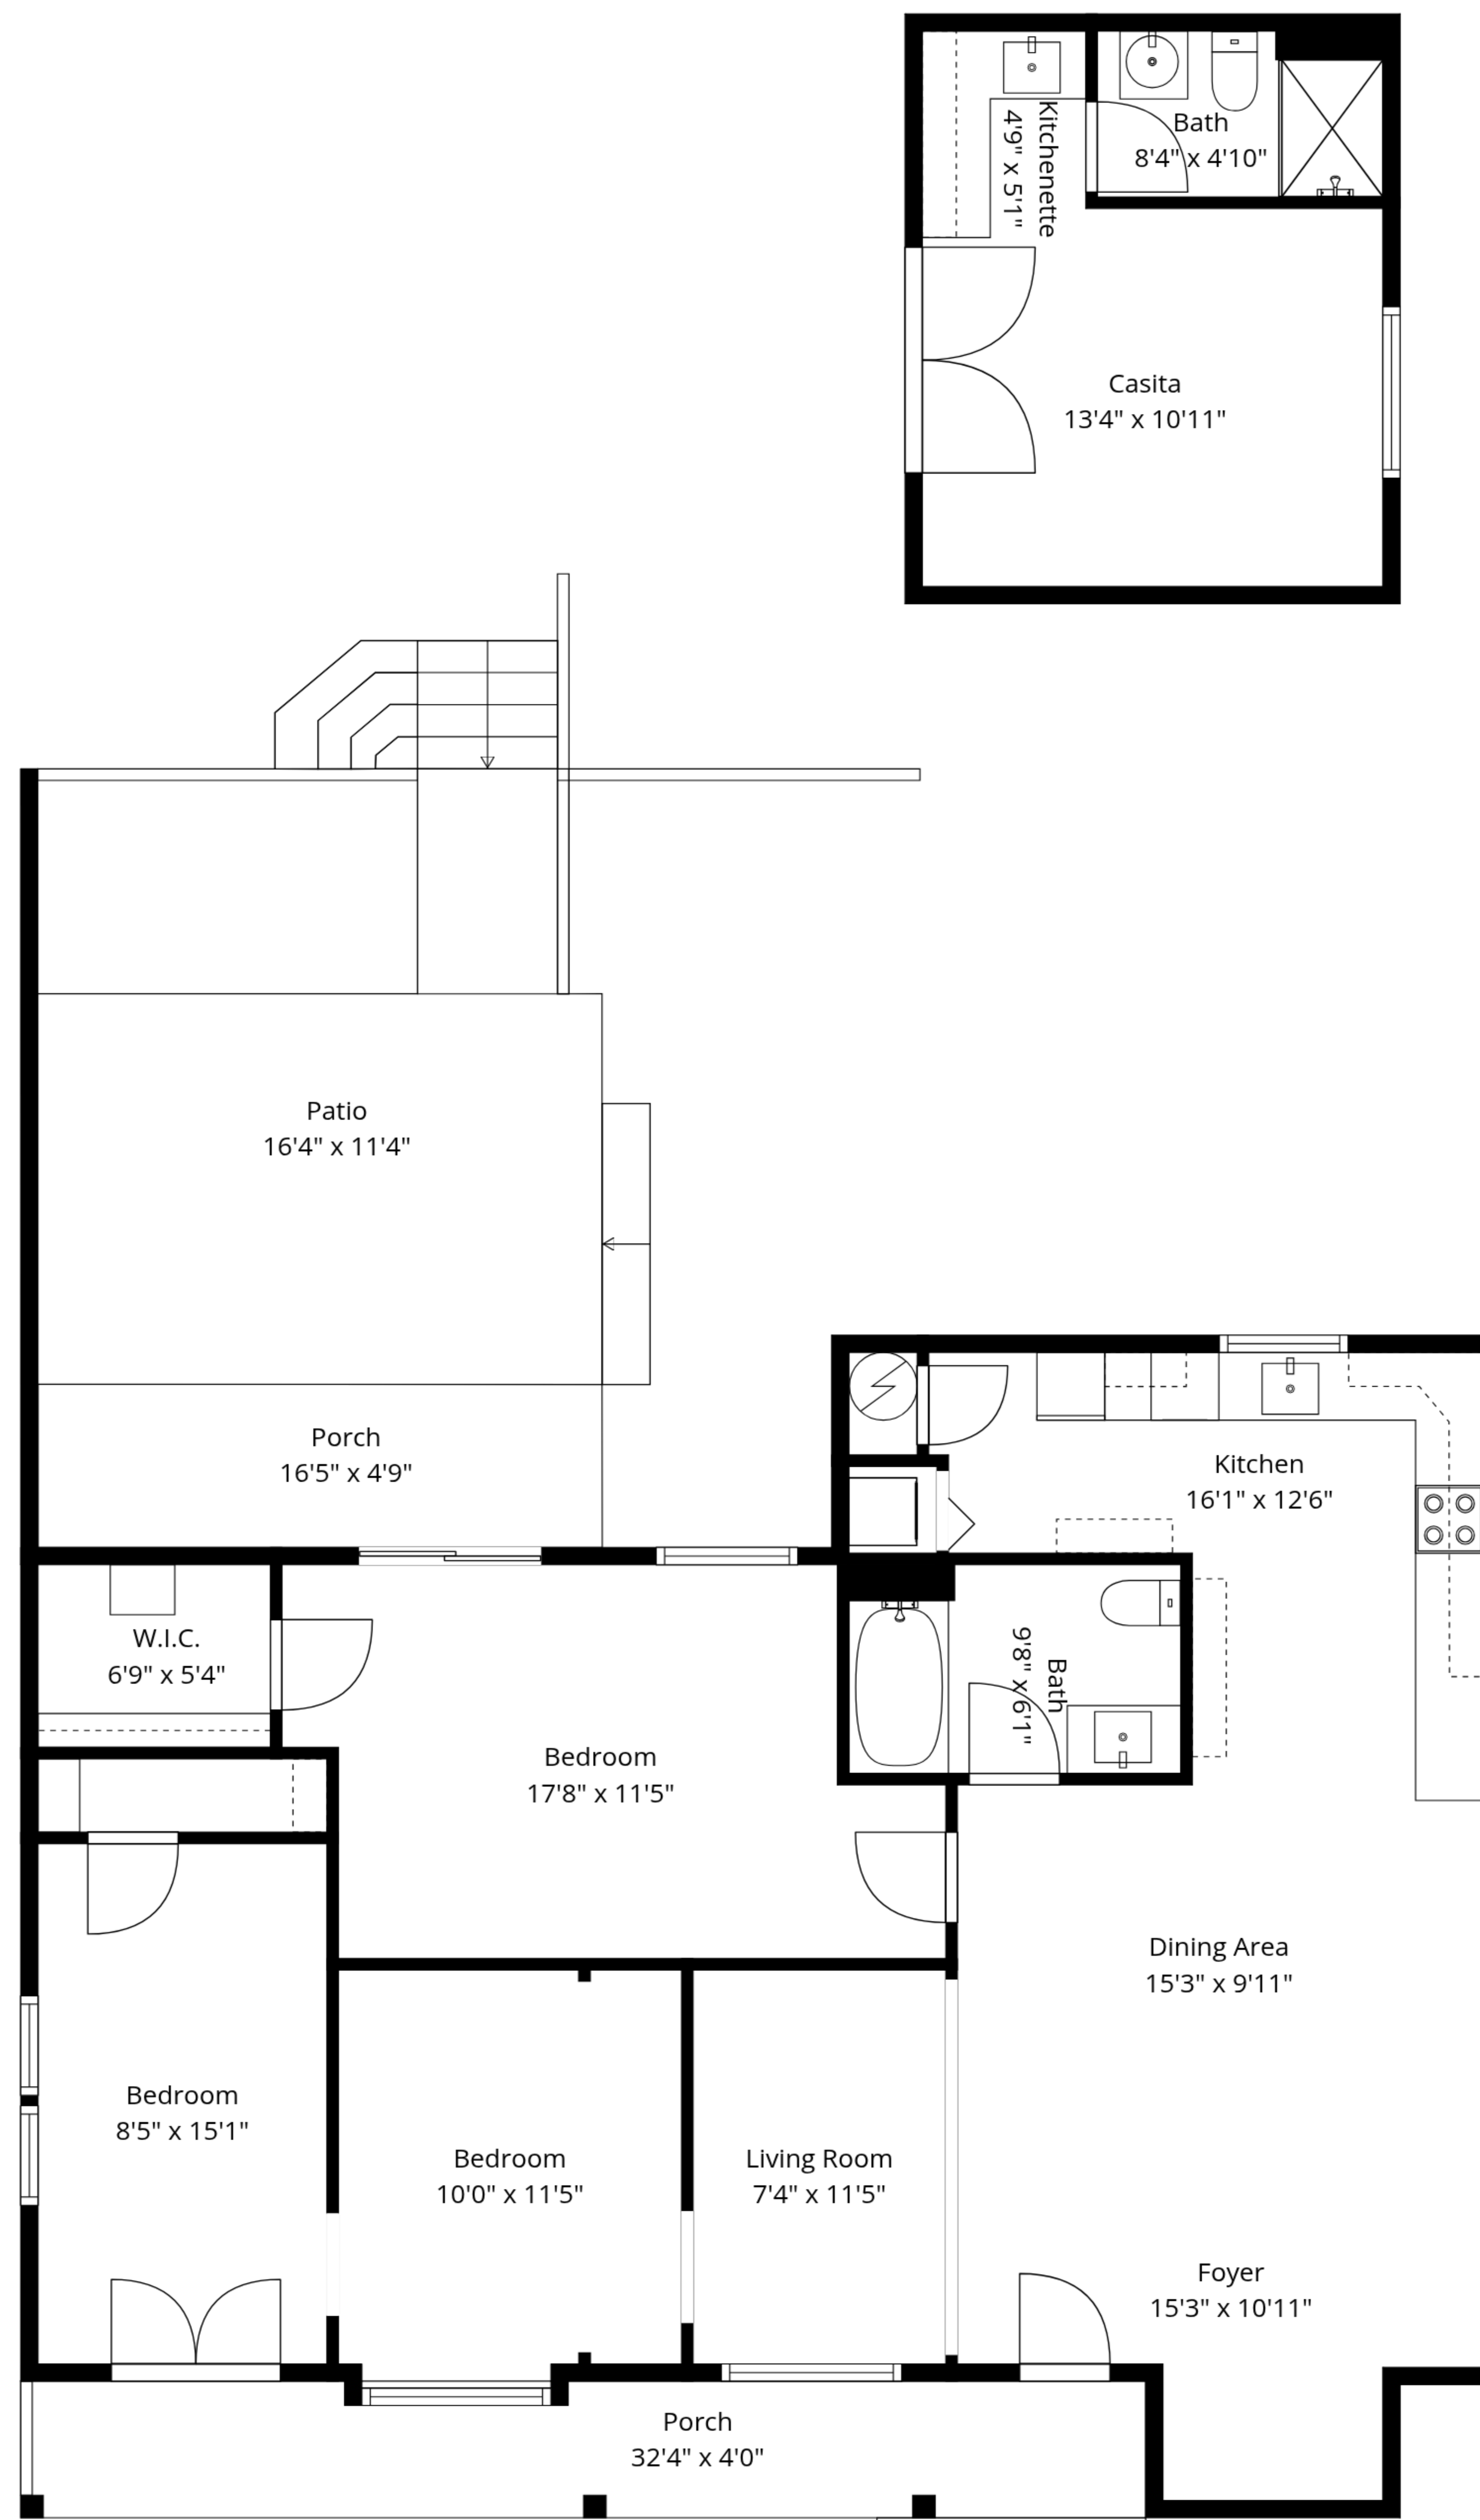 Kitchenette
4'9" x 5'1"
Bath
8'4" x 4'10"
Casita
13'4" x 10'11"
Patio
16'4" x 11'4"
Porch
16'5" x 4'9"
Kitchen
16'1" x 12'6"
W.I.C.
6'9" x 5'4"
Bath
9'8" x 6'1"
Bedroom
17'8" x 11'5"
Dining Area
15'3" x 9'11"
Bedroom
8'5" x 15'1"
Bedroom
10'0" x 11'5"
Living Room
7'4" x 11'5"
Foyer
15'3" x 10'11"
Porch
32'4" x 4'0"